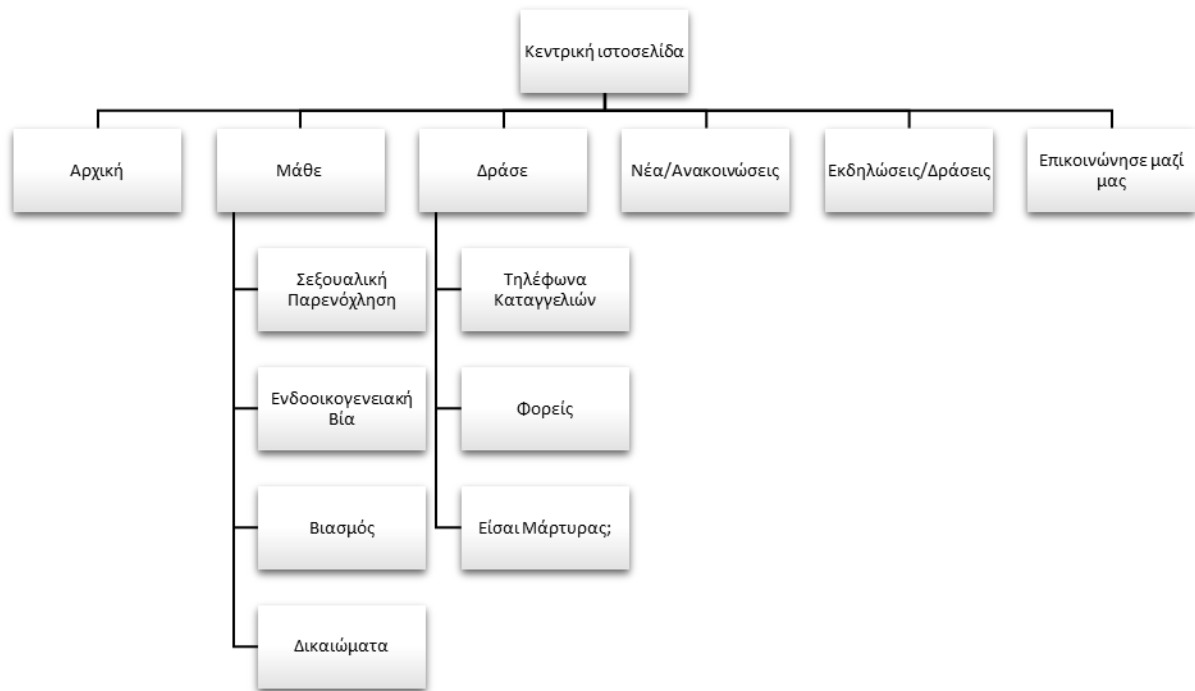 Κεντρική ιστοσελίδα
Αρχική
Μάθε
Δράσε
Νέα/Ανακοινώσεις
Εκδηλώσεις/Δράσεις
Επικοινώνησε μαζί
μας
Σεξουαλική
Παρενόχληση
Ενδοοικογενειακή
Βία
Βιασμός
Δικαιώματα
Τηλέφωνα
Καταγγελιών
Φορείς
Είσαι Μάρτυρας;